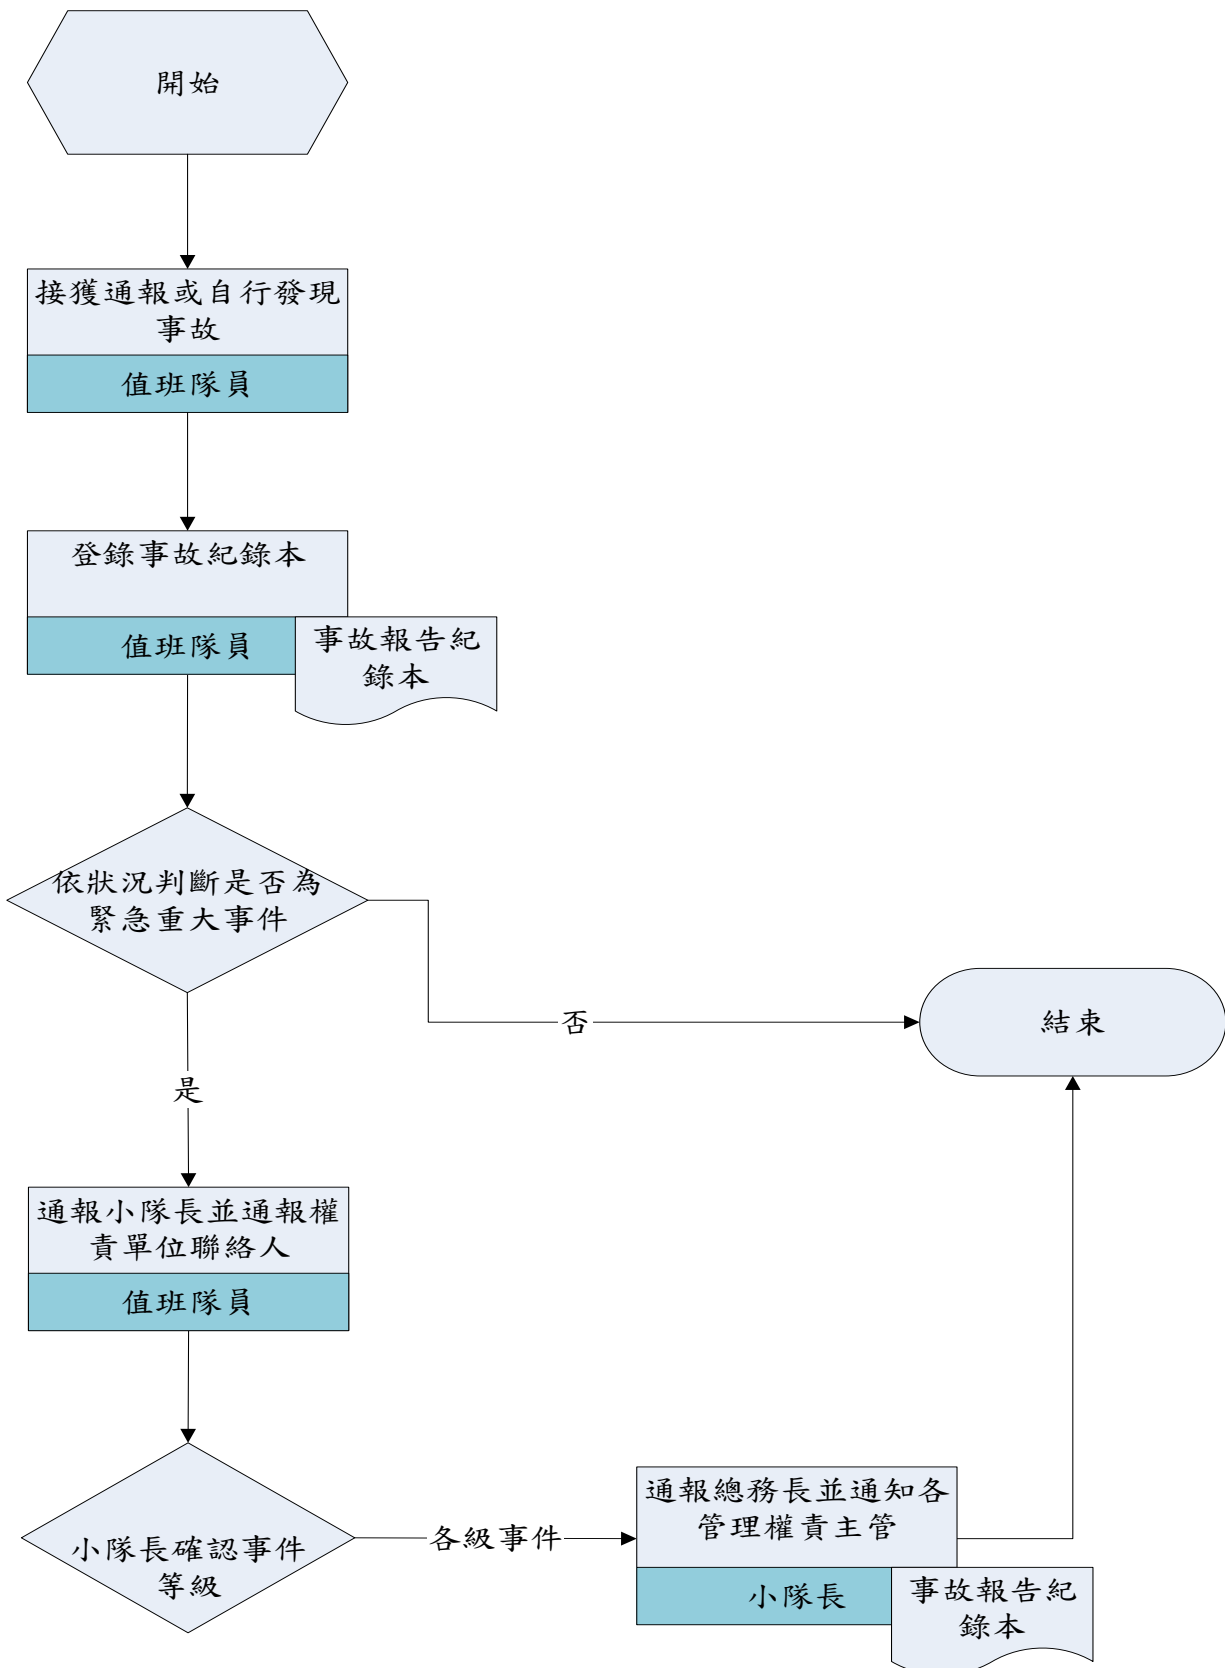 開始
接獲通報或自行發現
事故
值班隊員
登錄事故紀錄本
值班隊員
事故報告紀
錄本
依狀況判斷是否為
緊急重大事件
否
結束
是
通報小隊長並通報權
責單位聯絡人
值班隊員
小隊長確認事件
等級
各級事件
通報總務長並通知各
管理權責主管
小隊長
事故報告紀
錄本